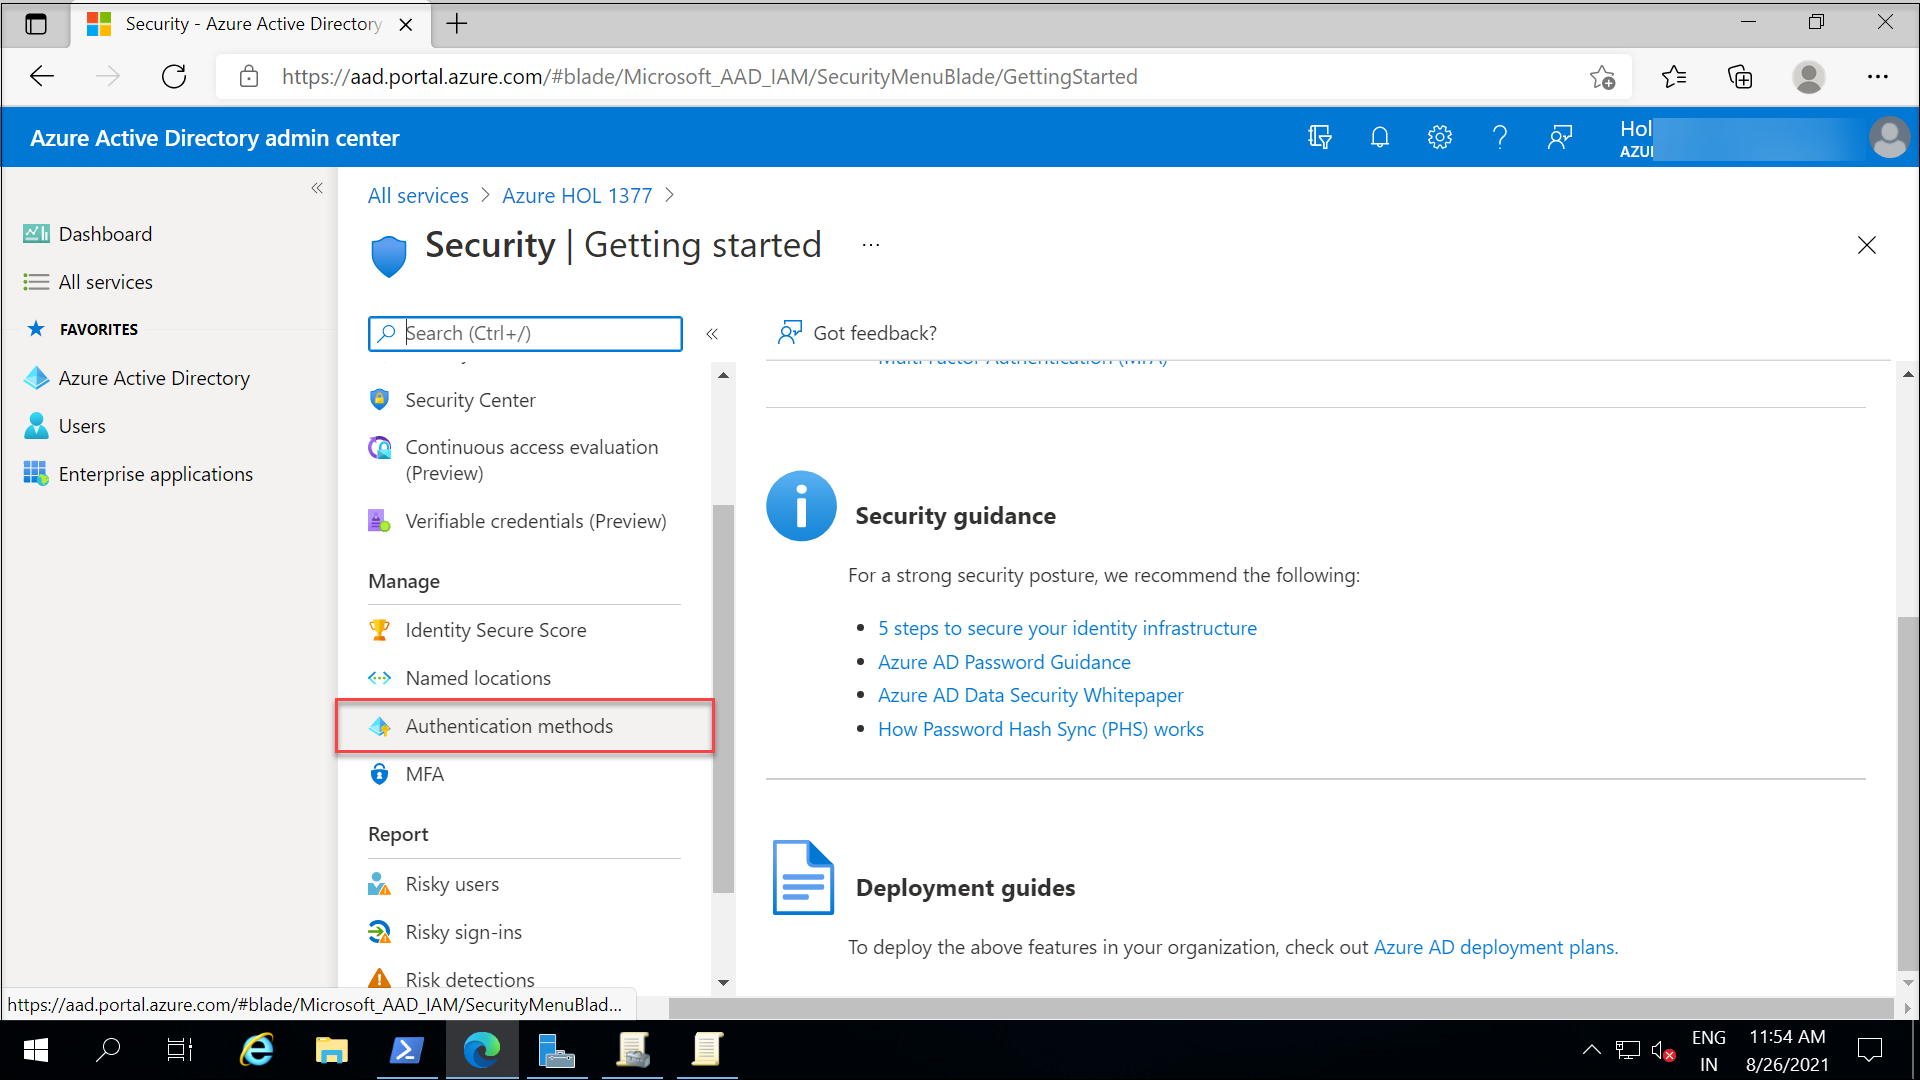 Security - Azure Active Directory
https://aad.portal.azure.com/#blade/Microsoft_AAD_IAM/SecurityMenuBlade/GettingStarted
Azure Active Directory admin center
Hol
AZU
All services > Azure HOL 1377 >
Security | Getting started ...
Dashboard
All services
FAVORITES
Azure Active Directory
Users
Enterprise applications
Search (Ctrl+/)
Security Center
Continuous access evaluation
(Preview)
Verifiable credentials (Preview)
Manage
Identity Secure Score
Named locations
Authentication methods
MFA
Report
Risky users
Risky sign-ins
Risk detections
Got feedback?
Multi Factor Authentication (MFA)
Security guidance
For a strong security posture, we recommend the following:
• 5 steps to secure your identity infrastructure
• Azure AD Password Guidance
• Azure AD Data Security Whitepaper
• How Password Hash Sync (PHS) works
Deployment guides
To deploy the above features in your organization, check out Azure AD deployment plans.
https://aad.portal.azure.com/#blade/Microsoft_AAD_IAM/SecurityMenuBlad...
ENG
IN
11:54 AM
8/26/2021